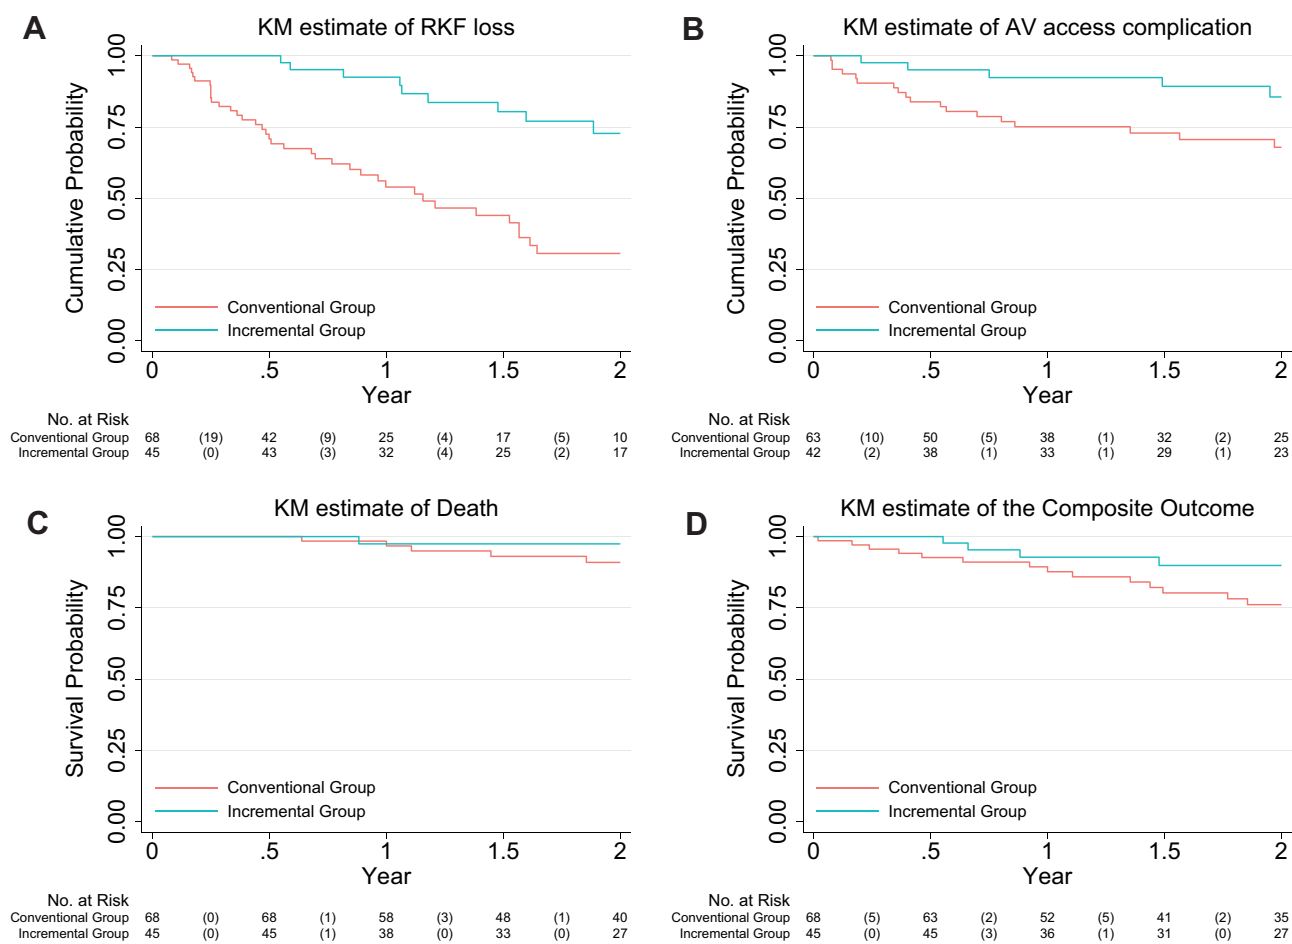 A
KM estimate of RKF loss
Cumulative Probability
1.00
0.75
0.50
0.25
0.00
Conventional Group
Incremental Group
0 .5 1 1.5 2
Year
No. at Risk
Conventional Group 68 (19) 42 (9) 25 (4) 17 (5) 10
Incremental Group 45 (0) 43 (3) 32 (4) 25 (2) 17
B
KM estimate of AV access complication
Cumulative Probability
1.00
0.75
0.50
0.25
0.00
Conventional Group
Incremental Group
0 .5 1 1.5 2
Year
No. at Risk
Conventional Group 63 (10) 50 (5) 38 (1) 32 (2) 25
Incremental Group 42 (2) 38 (1) 33 (1) 29 (1) 23
C
KM estimate of Death
Survival Probability
1.00
0.75
0.50
0.25
0.00
Conventional Group
Incremental Group
0 .5 1 1.5 2
Year
No. at Risk
Conventional Group 68 (0) 68 (1) 58 (3) 48 (1) 40
Incremental Group 45 (0) 45 (1) 38 (0) 33 (0) 27
D
KM estimate of the Composite Outcome
Survival Probability
1.00
0.75
0.50
0.25
0.00
Conventional Group
Incremental Group
0 .5 1 1.5 2
Year
No. at Risk
Conventional Group 68 (5) 63 (2) 52 (5) 41 (2) 35
Incremental Group 45 (0) 45 (3) 36 (1) 31 (0) 27